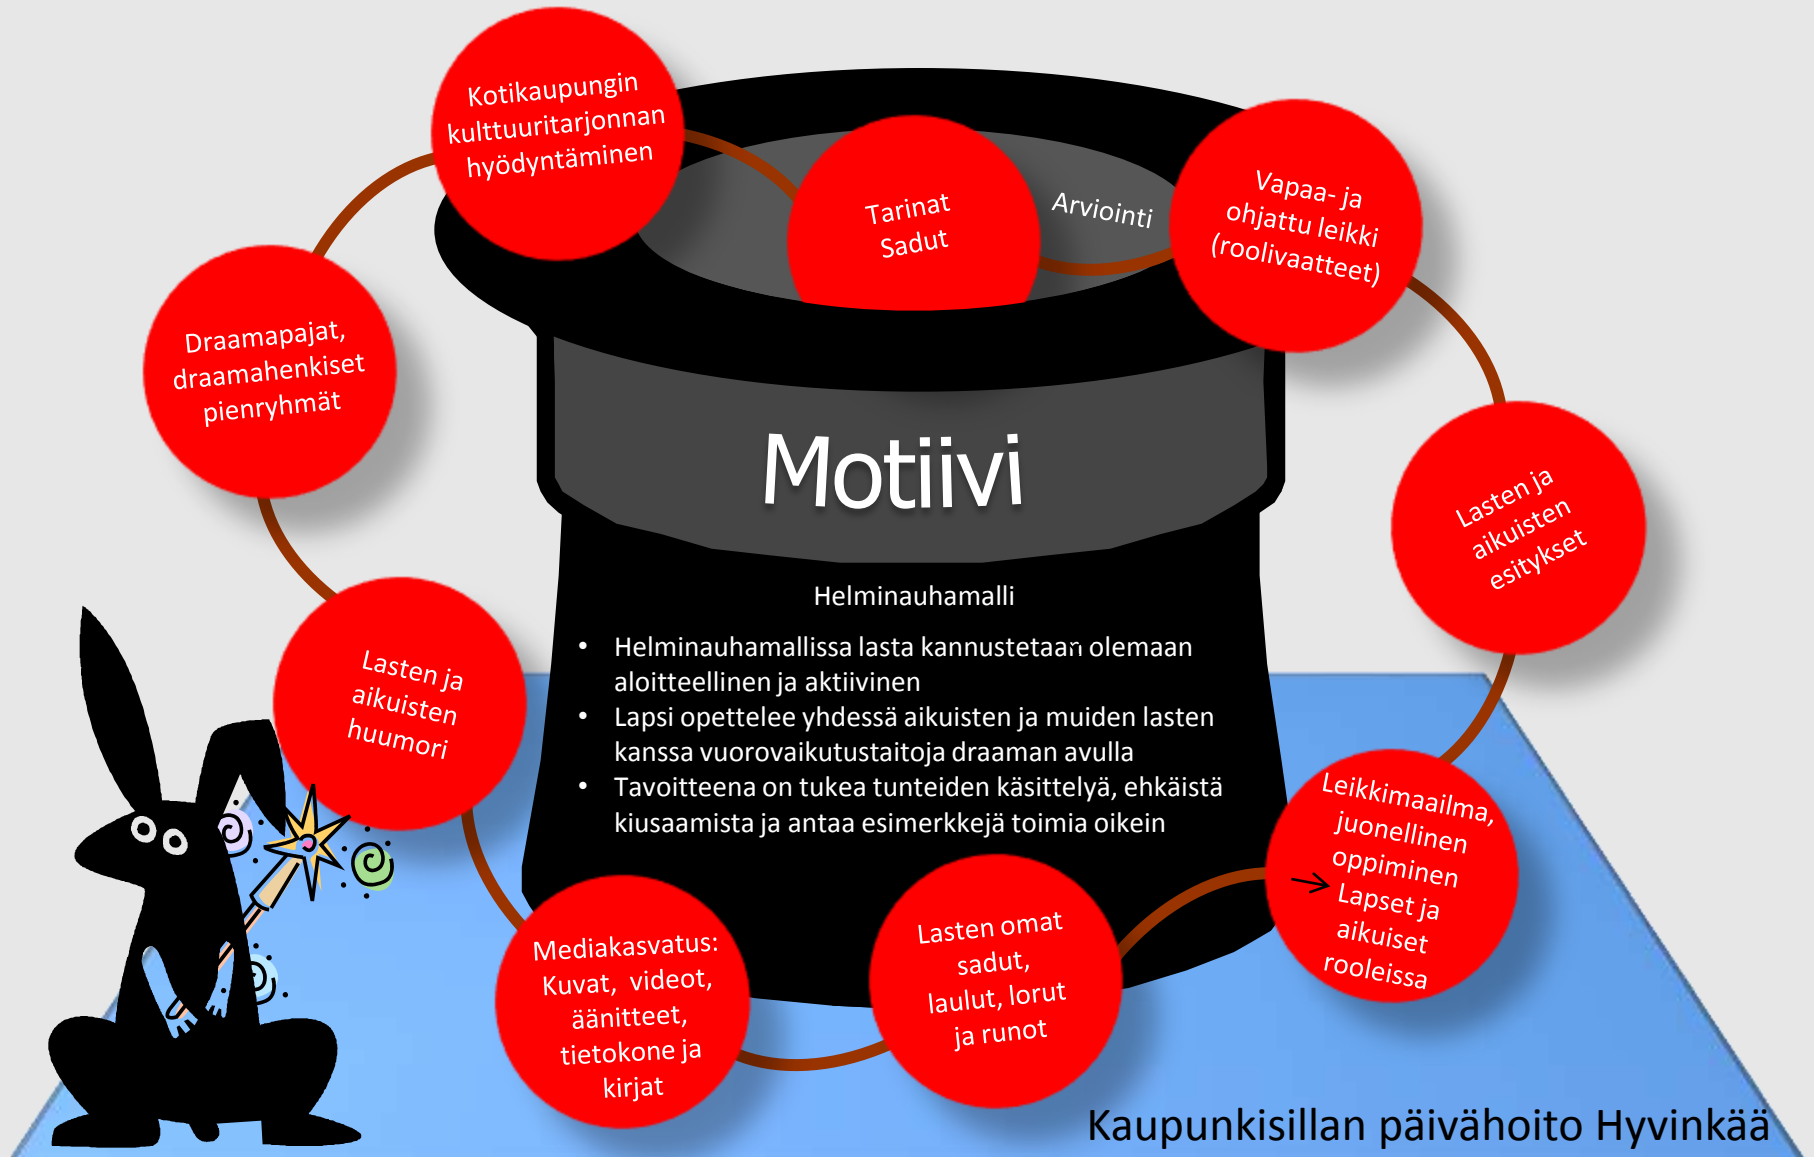 Kotikaupungin
kulttuuritarjonnan
hyödyntäminen
Tarinat
Sadut
Arviointi
Vapaa- ja
ohjattu leikki
(roolivaatteet)
Draamapajat,
draamahenkiset
pienryhmät
Motiivi
Lasten ja
aikuisten
esitykset
Helminauhamalli
• Helminauhamallissa lasta kannustetaan olemaan
aloitteellinen ja aktiivinen
• Lapsi opettelee yhdessä aikuisten ja muiden lasten
kanssa vuorovaikutustaitoja draaman avulla
• Tavoitteena on tukea tunteiden käsittelyä, ehkäistä
kiusaamista ja antaa esimerkkejä toimia oikein
Lasten ja
aikuisten
huumori
Leikkimaailma,
juonellinen
oppiminen
→ Lapset ja
aikuiset
rooleissa
Mediakasvatus:
Kuvat, videot,
äänitteet,
tietokone ja
kirjat
Lasten omat
sadut,
laulut, lorut
ja runot
Kaupunkisillan päivähoito Hyvinkää